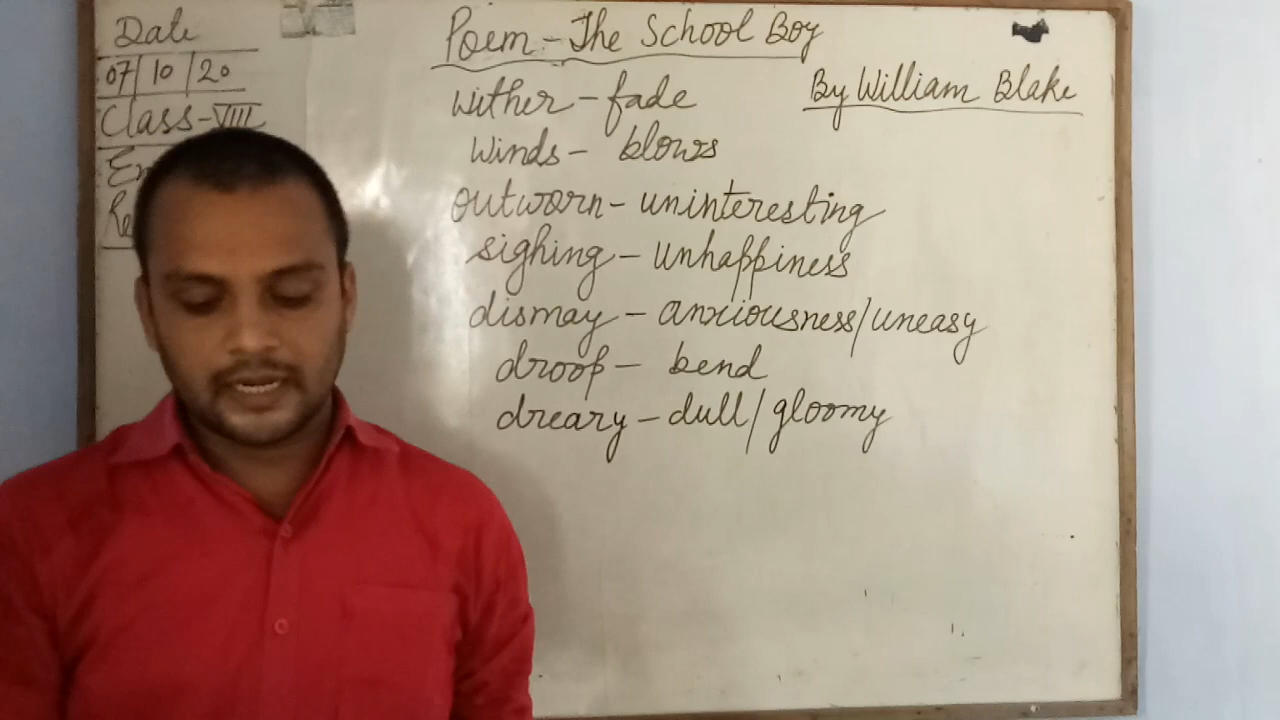 Date
07/10/20
Class-VIII
Poem - The School Boy
By William Blake
wither - fade
Winds - blows
outworn - uninteresting
sighing - unhappiness
dismay - anxiousness/uneasy
droop - bend
dreary - dull/gloomy